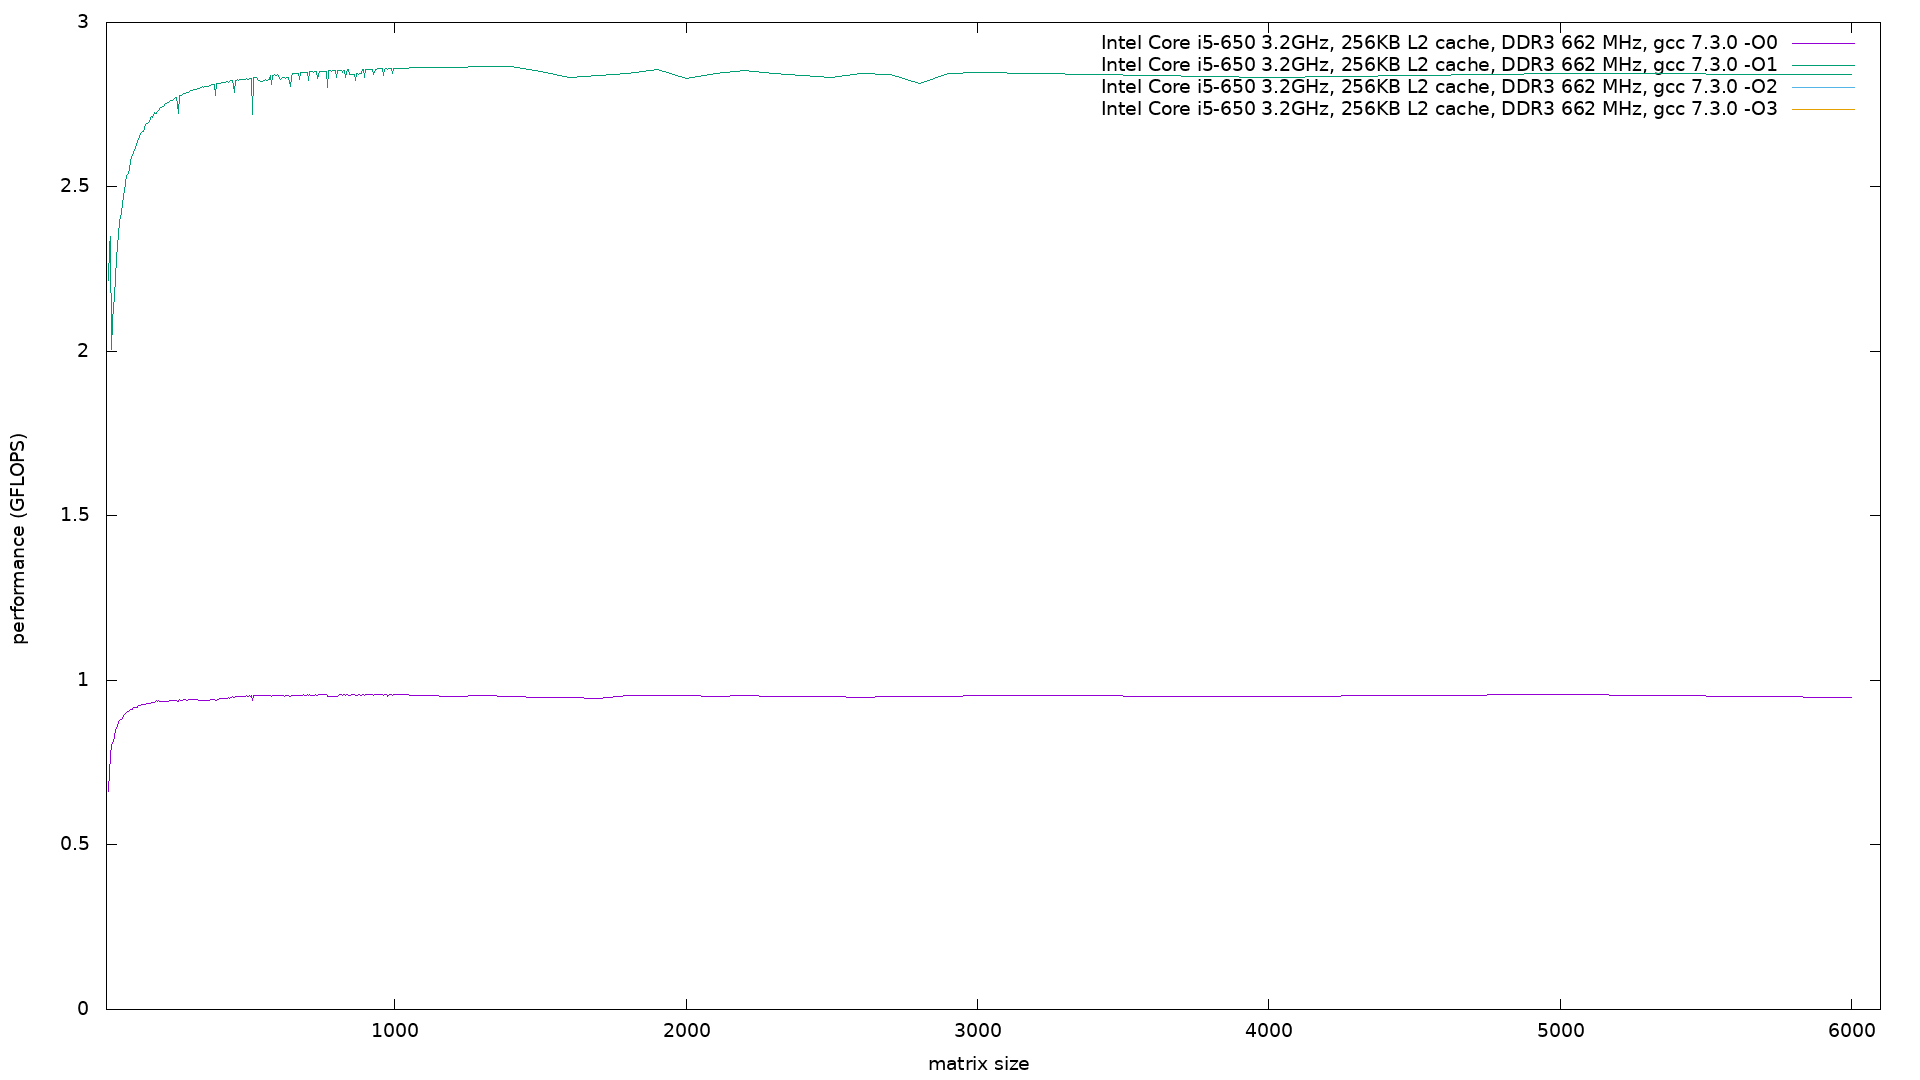 3
Intel Core i5-650 3.2GHz, 256KB L2 cache, DDR3 662 MHz, gcc 7.3.0 -O0
Intel Core i5-650 3.2GHz, 256KB L2 cache, DDR3 662 MHz, gcc 7.3.0 -O1
Intel Core i5-650 3.2GHz, 256KB L2 cache, DDR3 662 MHz, gcc 7.3.0 -O2
Intel Core i5-650 3.2GHz, 256KB L2 cache, DDR3 662 MHz, gcc 7.3.0 -O3
2.5
2
1.5
1
0.5
0
performance (GFLOPS)
1000 2000 3000 4000 5000 6000
matrix size